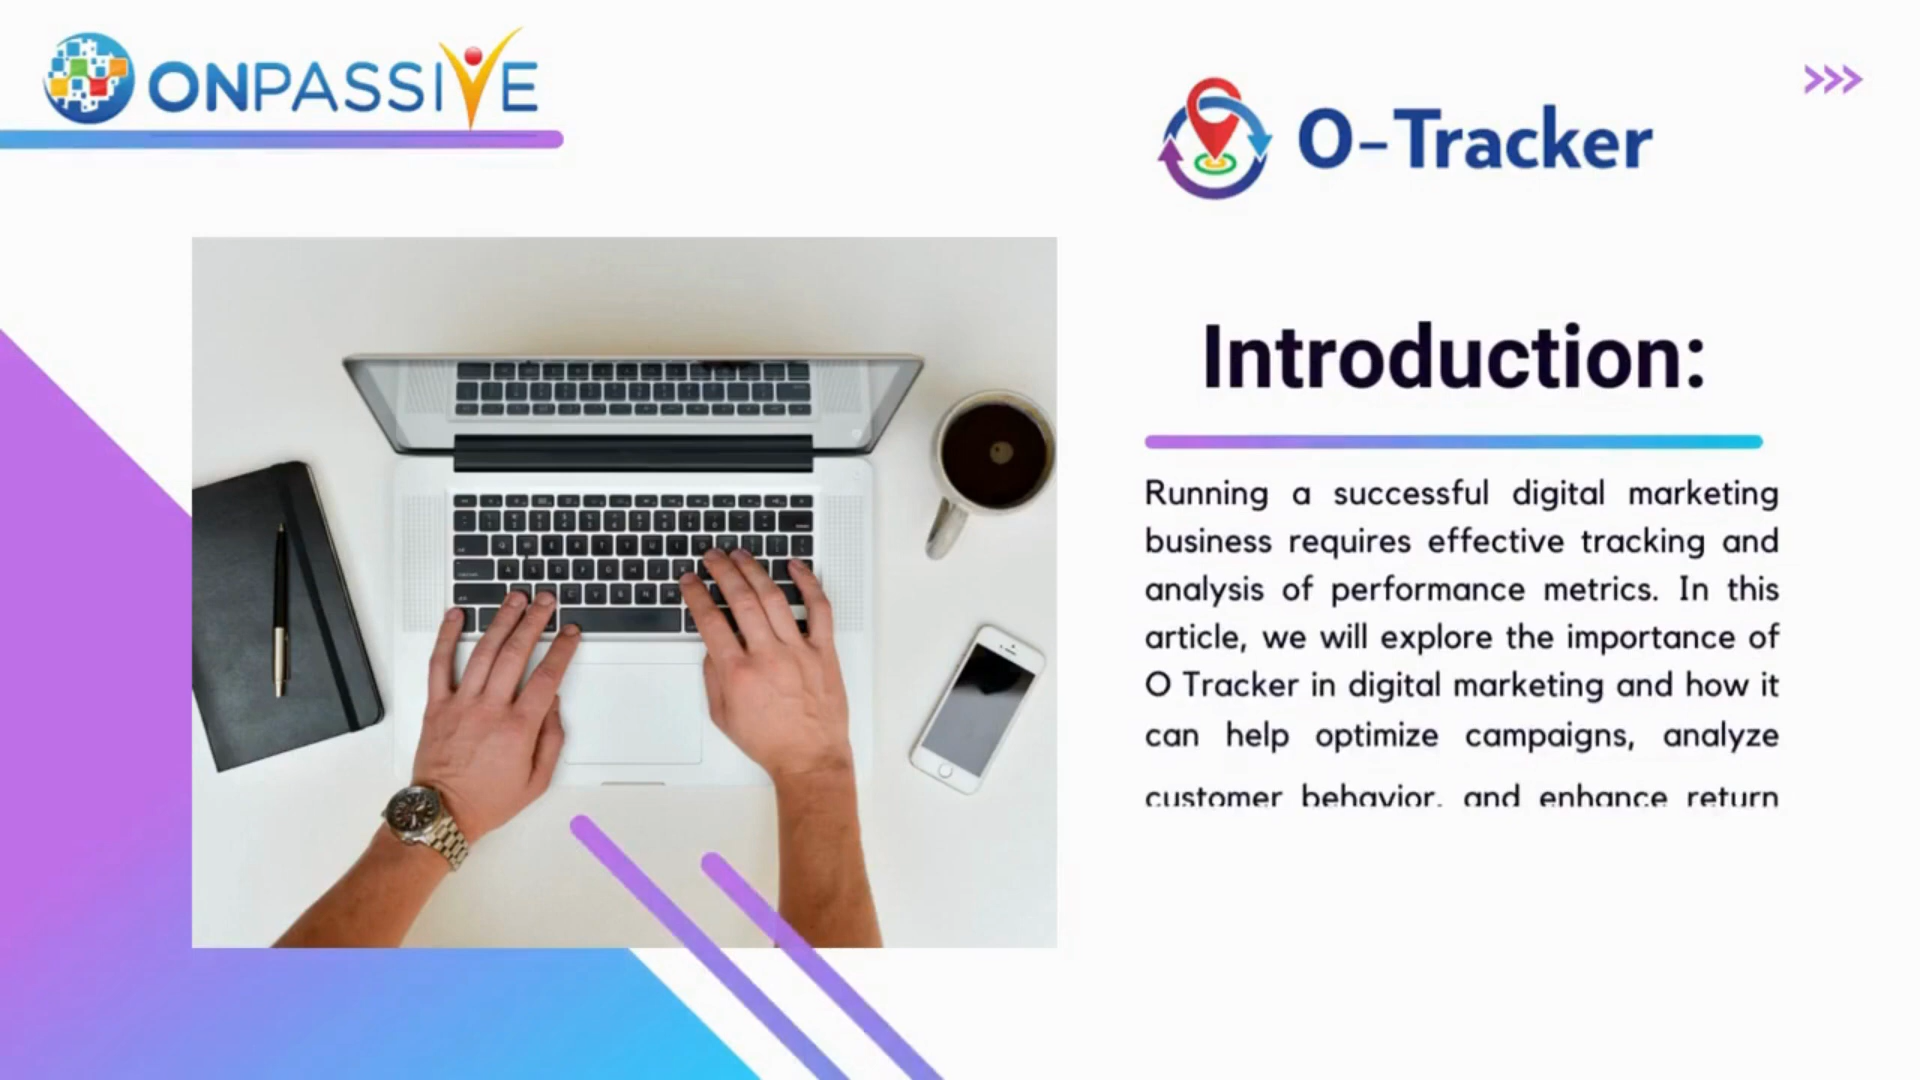 ONPASSIVE
O-Tracker
Introduction:
Running a successful digital marketing
business requires effective tracking and
analysis of performance metrics. In this
article, we will explore the importance of
O Tracker in digital marketing and how it
can help optimize campaigns, analyze
customer behavior, and enhance return